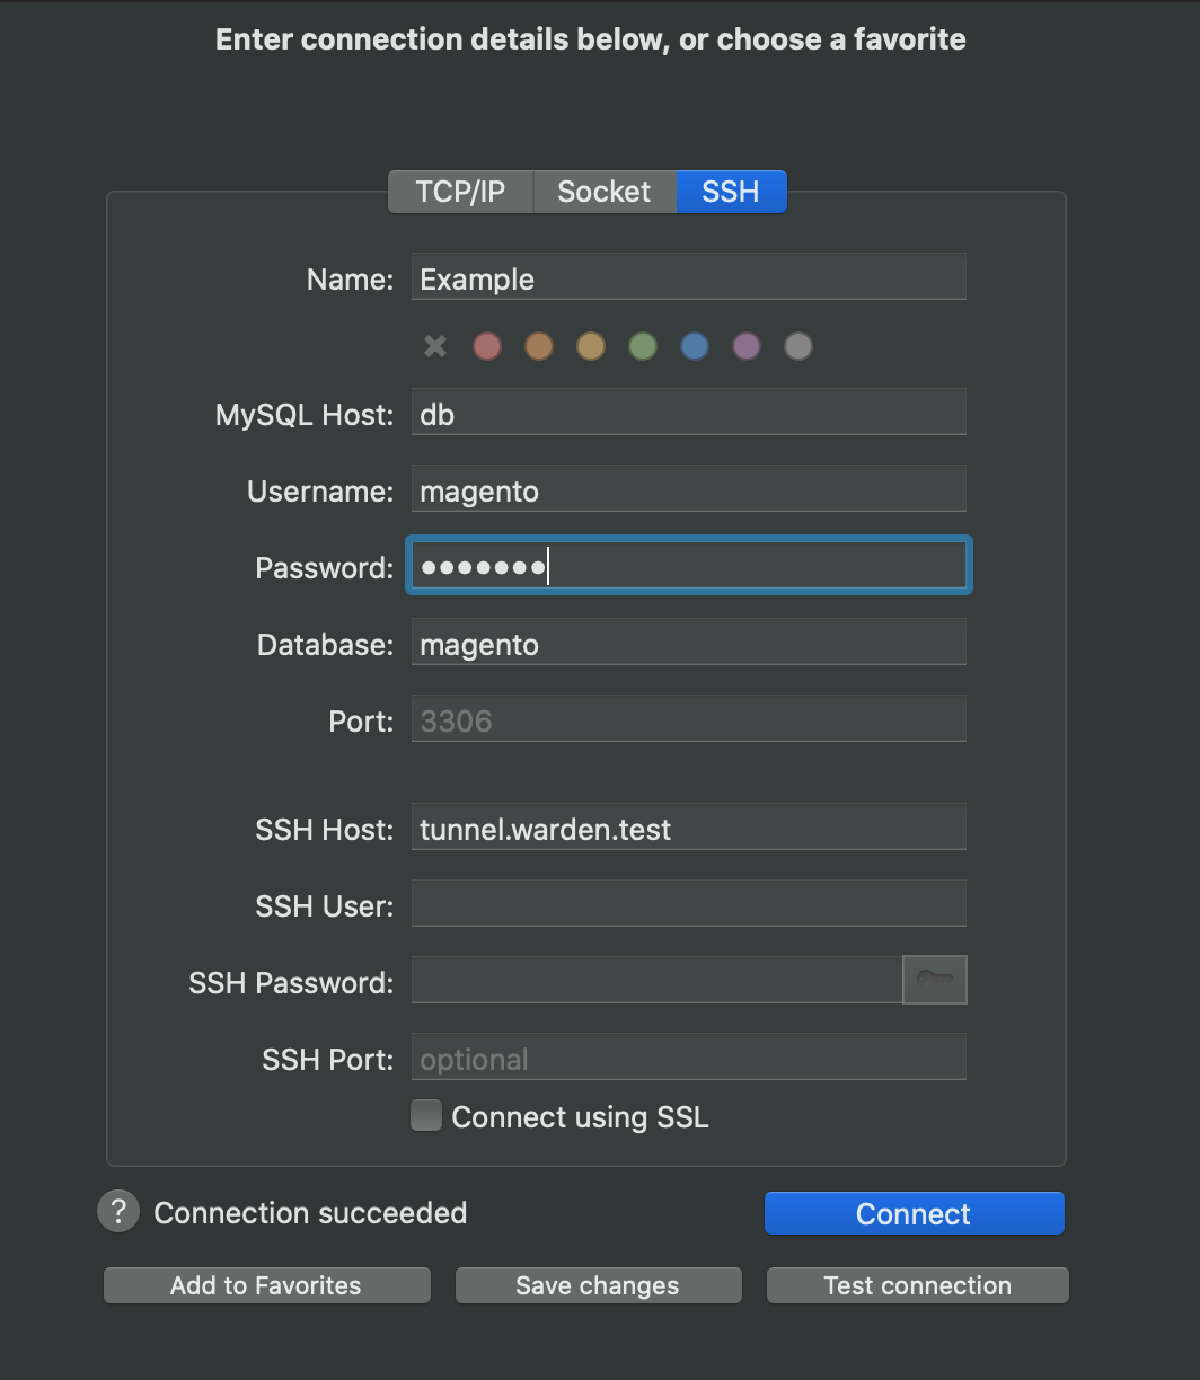 Enter connection details below, or choose a favorite
TCP/IP Socket SSH
Name: Example
MySQL Host: db
Username: magento
Password: •••••••
Database: magento
Port: 3306
SSH Host: tunnel.warden.test
SSH User:
SSH Password:
SSH Port: optional
Connect using SSL
? Connection succeeded Connect
Add to Favorites Save changes Test connection